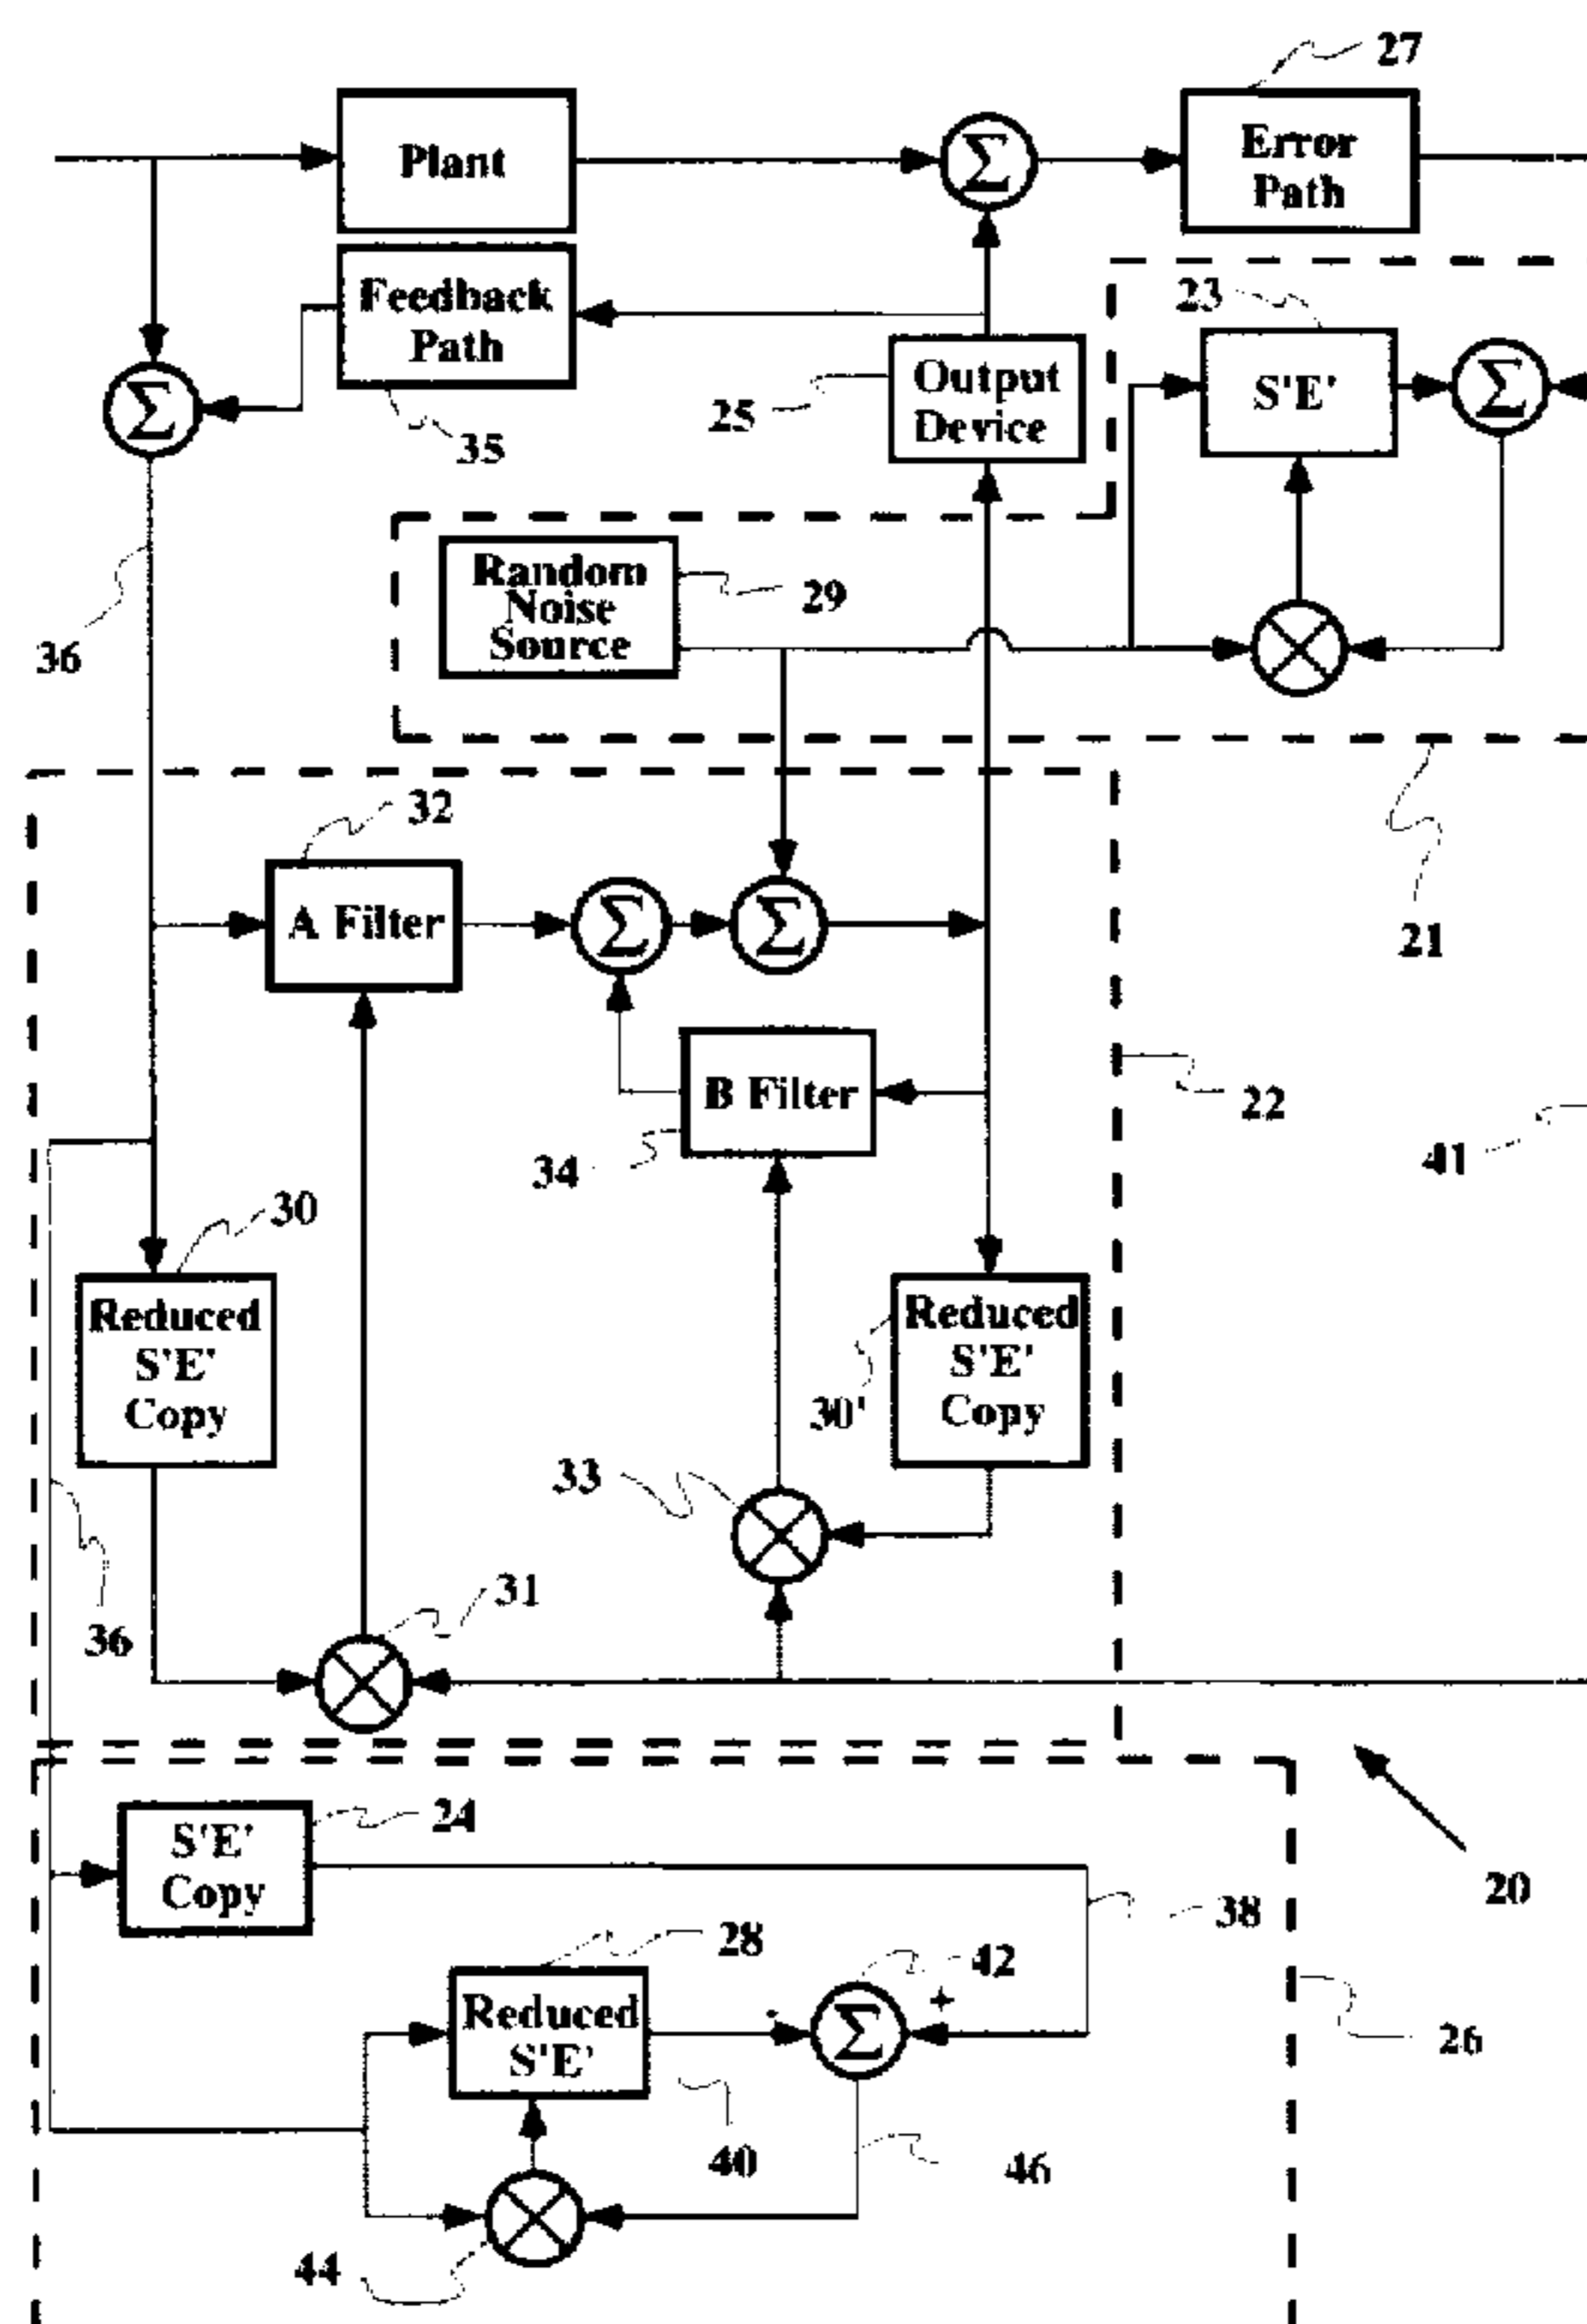 27
Plant
Σ
Error
Path
Feedback
Path
23
Output
Device
S'E'
Σ
Σ
25
35
Random
Noise
Source
29
36
32
A Filter
Σ
Σ
21
B Filter
22
34
41
30
Reduced
S'E'
Copy
Reduced
S'E'
Copy
30'
33
31
36
24
S'E'
Copy
20
38
28
42
+
Reduced
S'E'
-
Σ
26
40
46
44